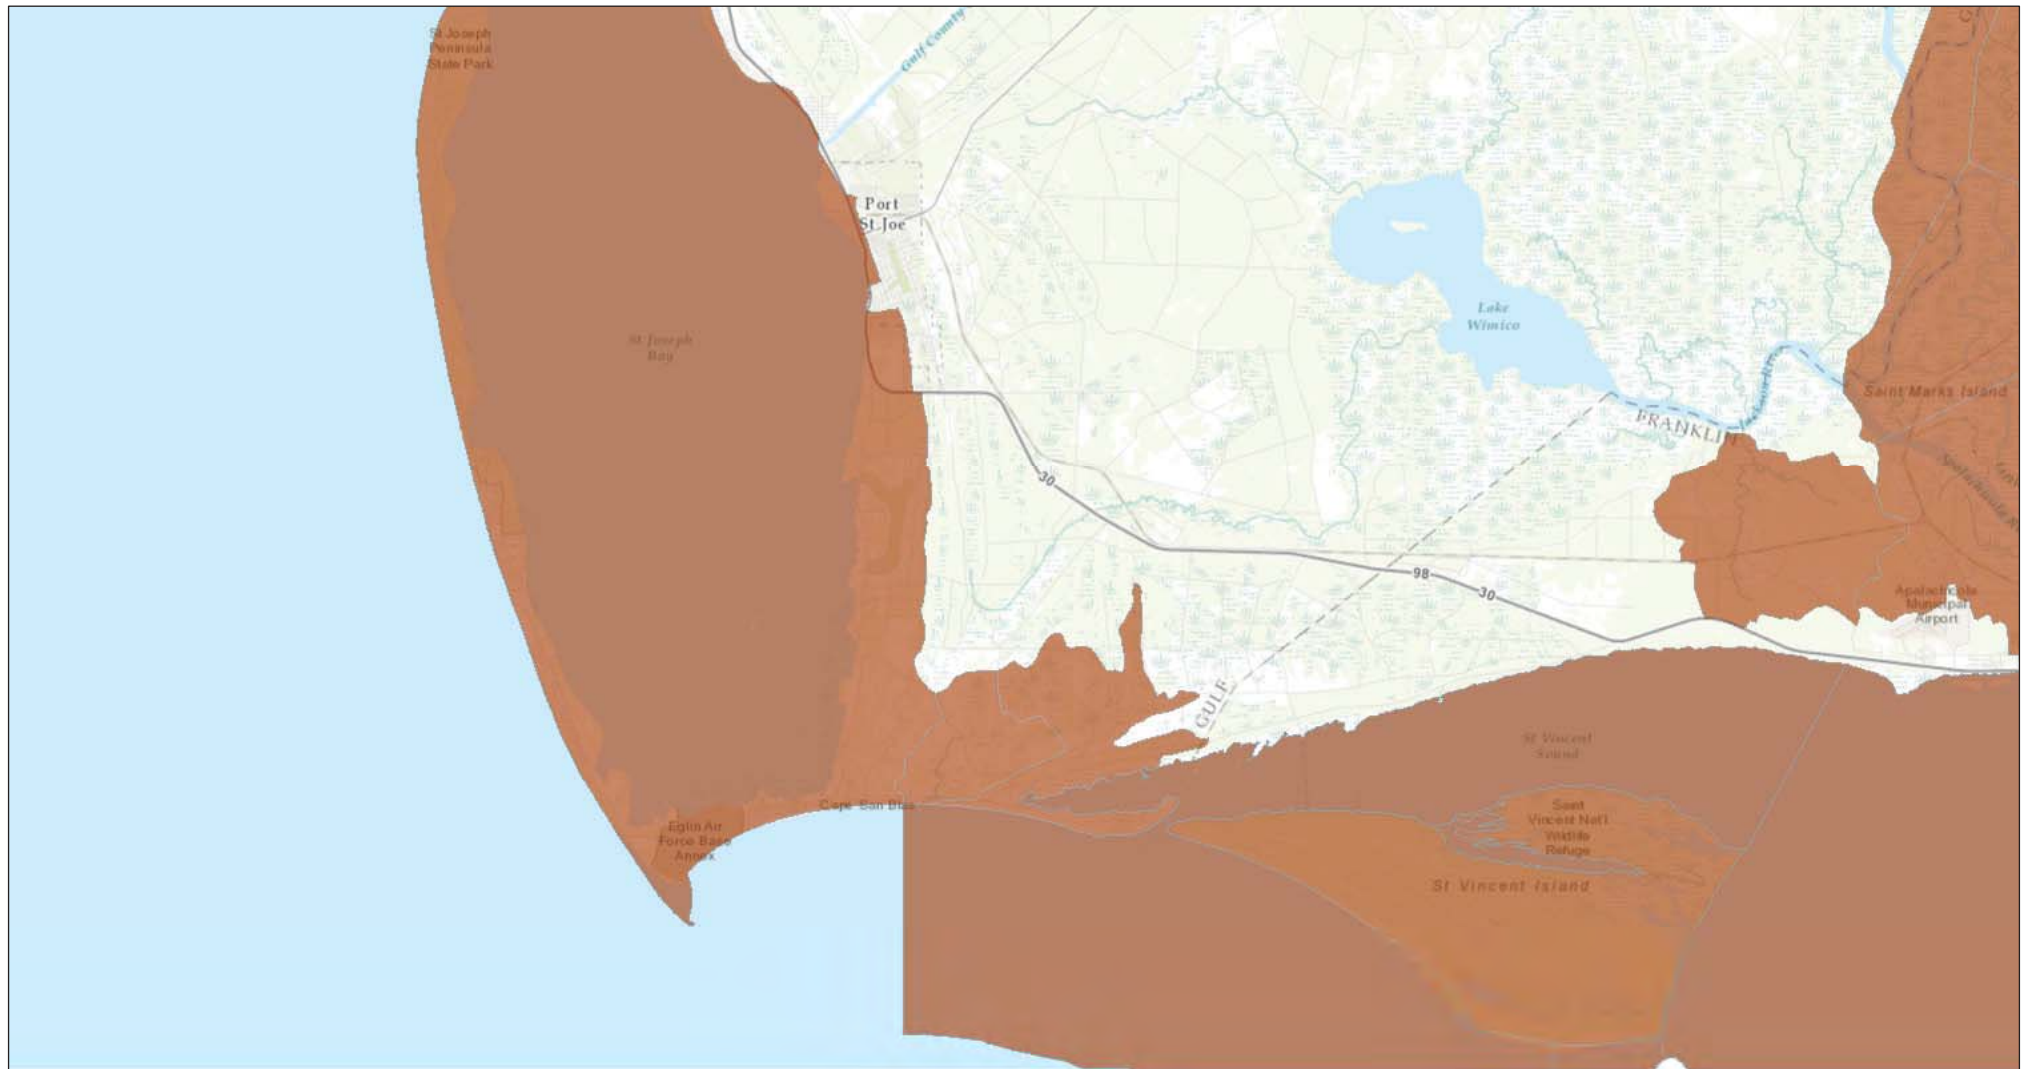 St Joseph
Peninsula
State Park
Gulf County
Port
St Joe
St Joseph
Bay
Lake
Wimico
Saint Marks Island
FRANKLIN
30
98
30
Apalachicola
Municipal
Airport
GULF
St Vincent
Sound
Cape San Blas
Eglin Air
Force Base
Annex
Saint
Vincent Nat'l
Wildlife
Refuge
St Vincent Island